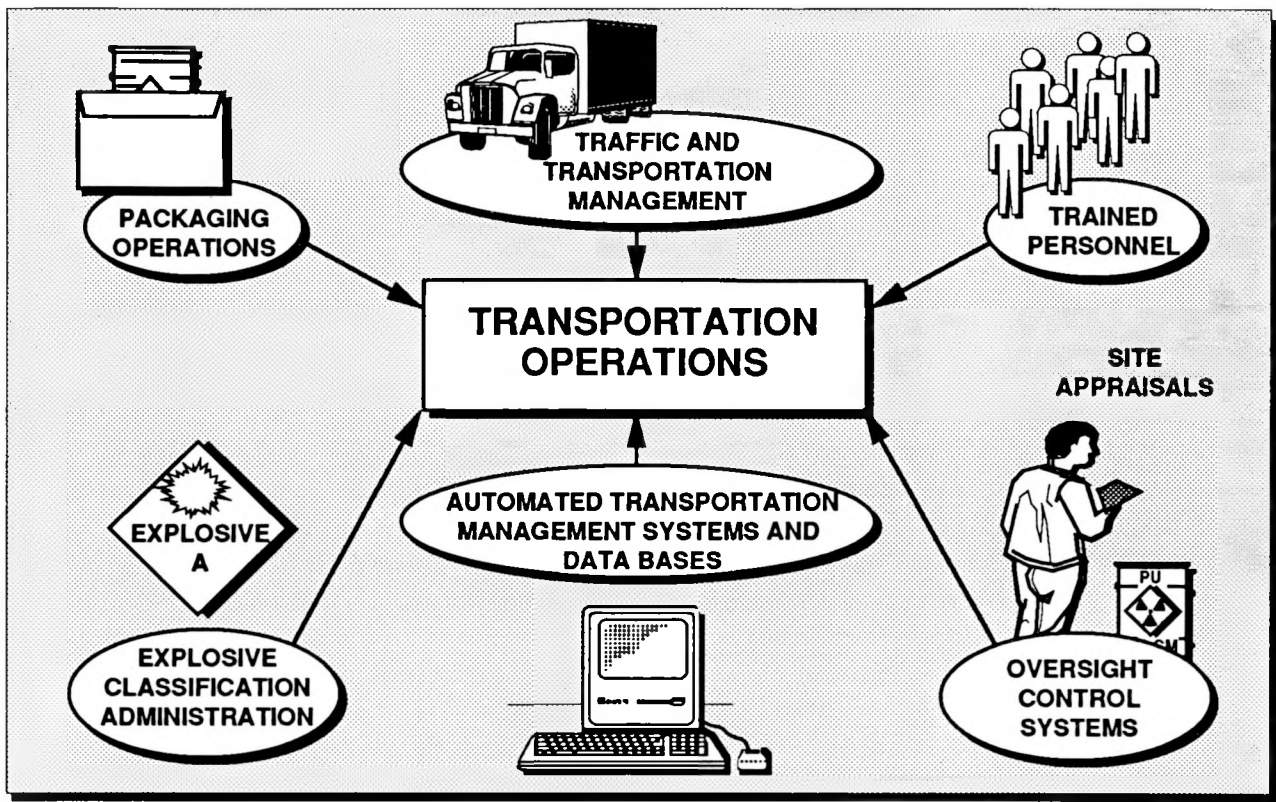 TRAFFIC AND
TRANSPORTATION
MANAGEMENT
PACKAGING
OPERATIONS
TRAINED
PERSONNEL
TRANSPORTATION
OPERATIONS
SITE
APPRAISALS
EXPLOSIVE
A
AUTOMATED TRANSPORTATION
MANAGEMENT SYSTEMS AND
DATA BASES
PU
SM
EXPLOSIVE
CLASSIFICATION
ADMINISTRATION
OVERSIGHT
CONTROL
SYSTEMS